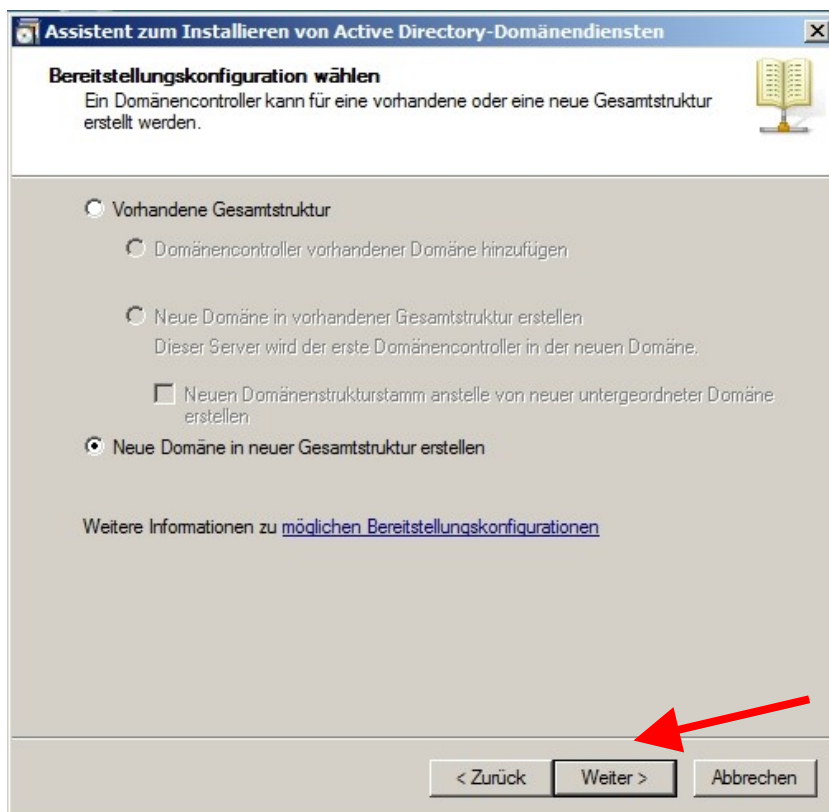 Assistent zum Installieren von Active Directory-Domänendiensten
Bereitstellungskonfiguration wählen
Ein Domänencontroller kann für eine vorhandene oder eine neue Gesamtstruktur
erstellt werden.
Vorhandene Gesamtstruktur
Domänencontroller vorhandener Domäne hinzufügen
Neue Domäne in vorhandener Gesamtstruktur erstellen
Dieser Server wird der erste Domänencontroller in der neuen Domäne.
Neuen Domänenstrukturstamm anstelle von neuer untergeordneter Domäne
erstellen
Neue Domäne in neuer Gesamtstruktur erstellen
Weitere Informationen zu möglichen Bereitstellungskonfigurationen
< Zurück Weiter > Abbrechen